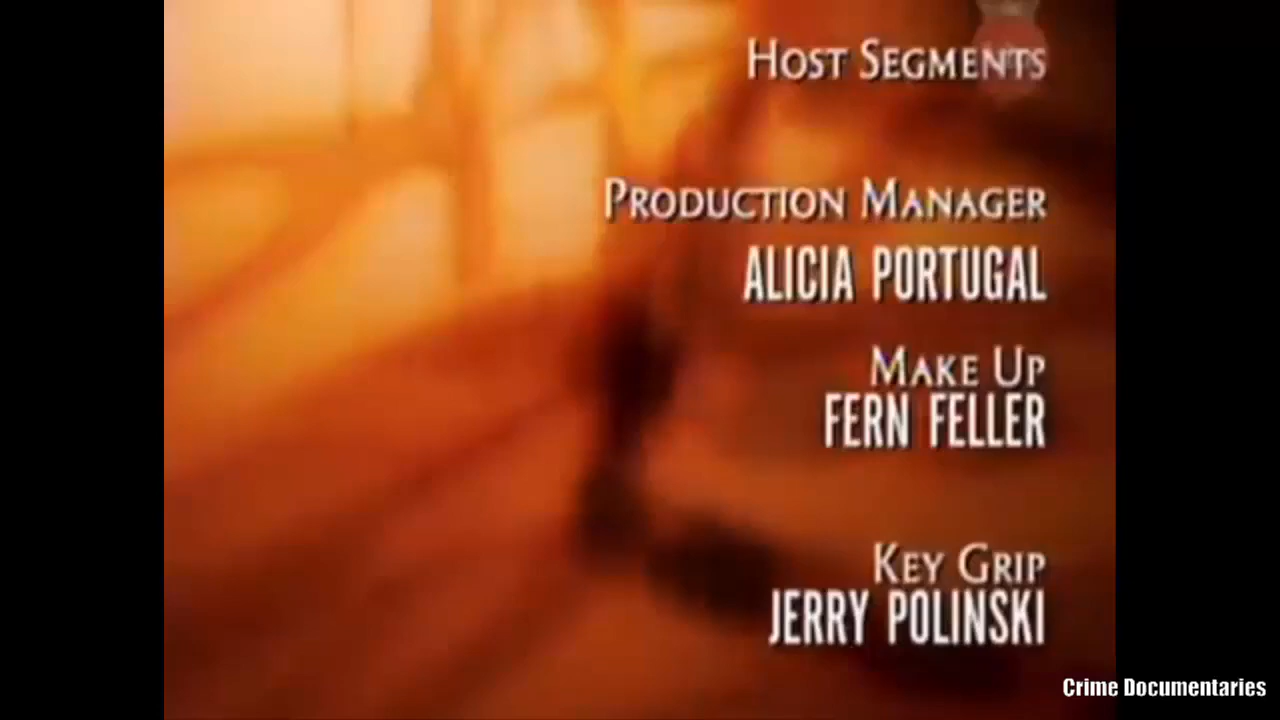 HOST SEGMENTS
PRODUCTION MANAGER
ALICIA PORTUGAL
MAKE UP
FERN FELLER
KEY GRIP
JERRY POLINSKI
Crime Documentaries